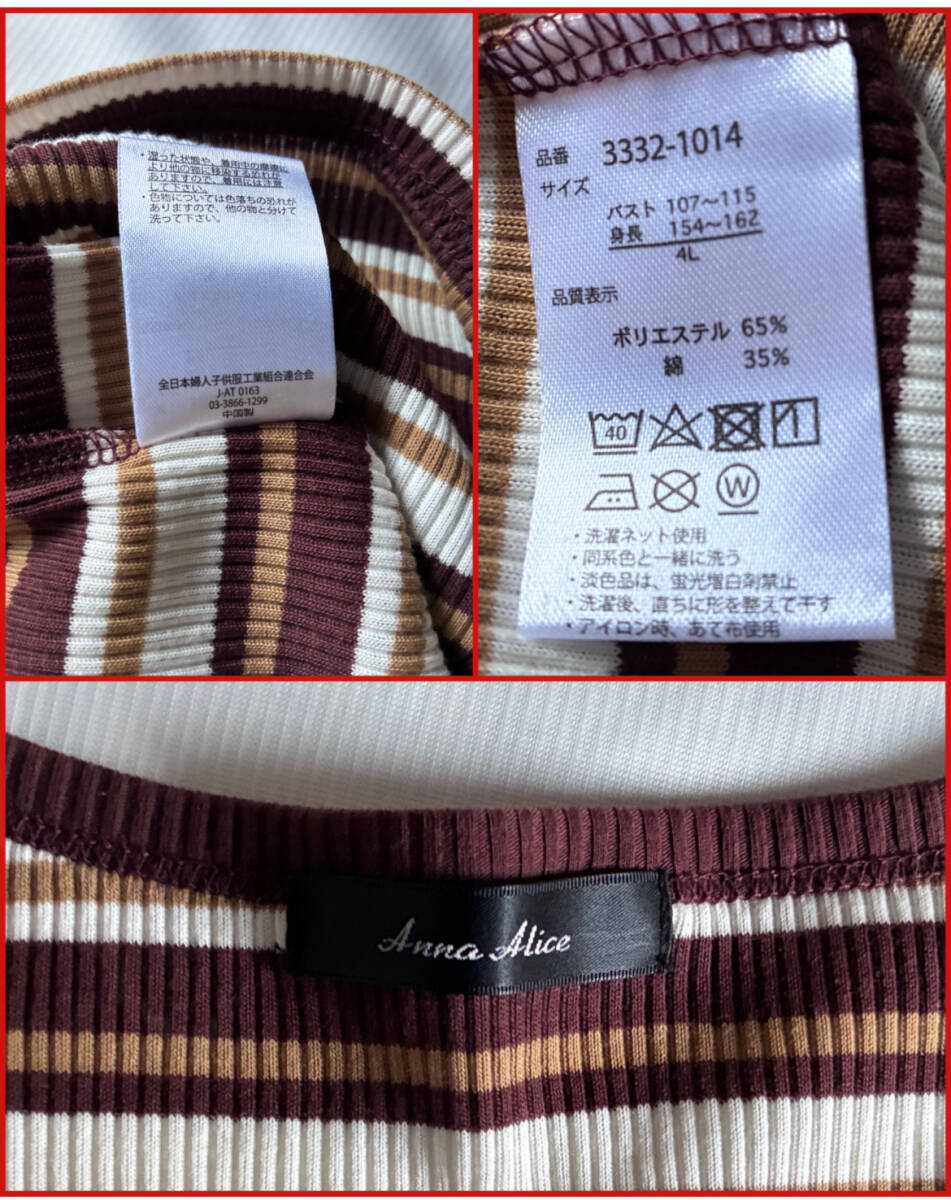 ・湿った状態や、着用中の摩擦に
より他の物に移染する恐れが
ありますので、着用には注意
して下さい。
・色物については色落ちの恐れが
ありますので、他の物と分けて
洗って下さい。
全日本婦人子供服工業組合連合会
J-AT 0163
03-3866-1299
中国製
品番 3332-1014
サイズ
バスト 107～115
身長 154～162
4L
品質表示
ポリエステル 65%
綿 35%
40
W
・洗濯ネット使用
・同系色と一緒に洗う
・淡色品は、蛍光増白剤禁止
・洗濯後、直ちに形を整えて干す
・アイロン時、あて布使用
Anna Alice